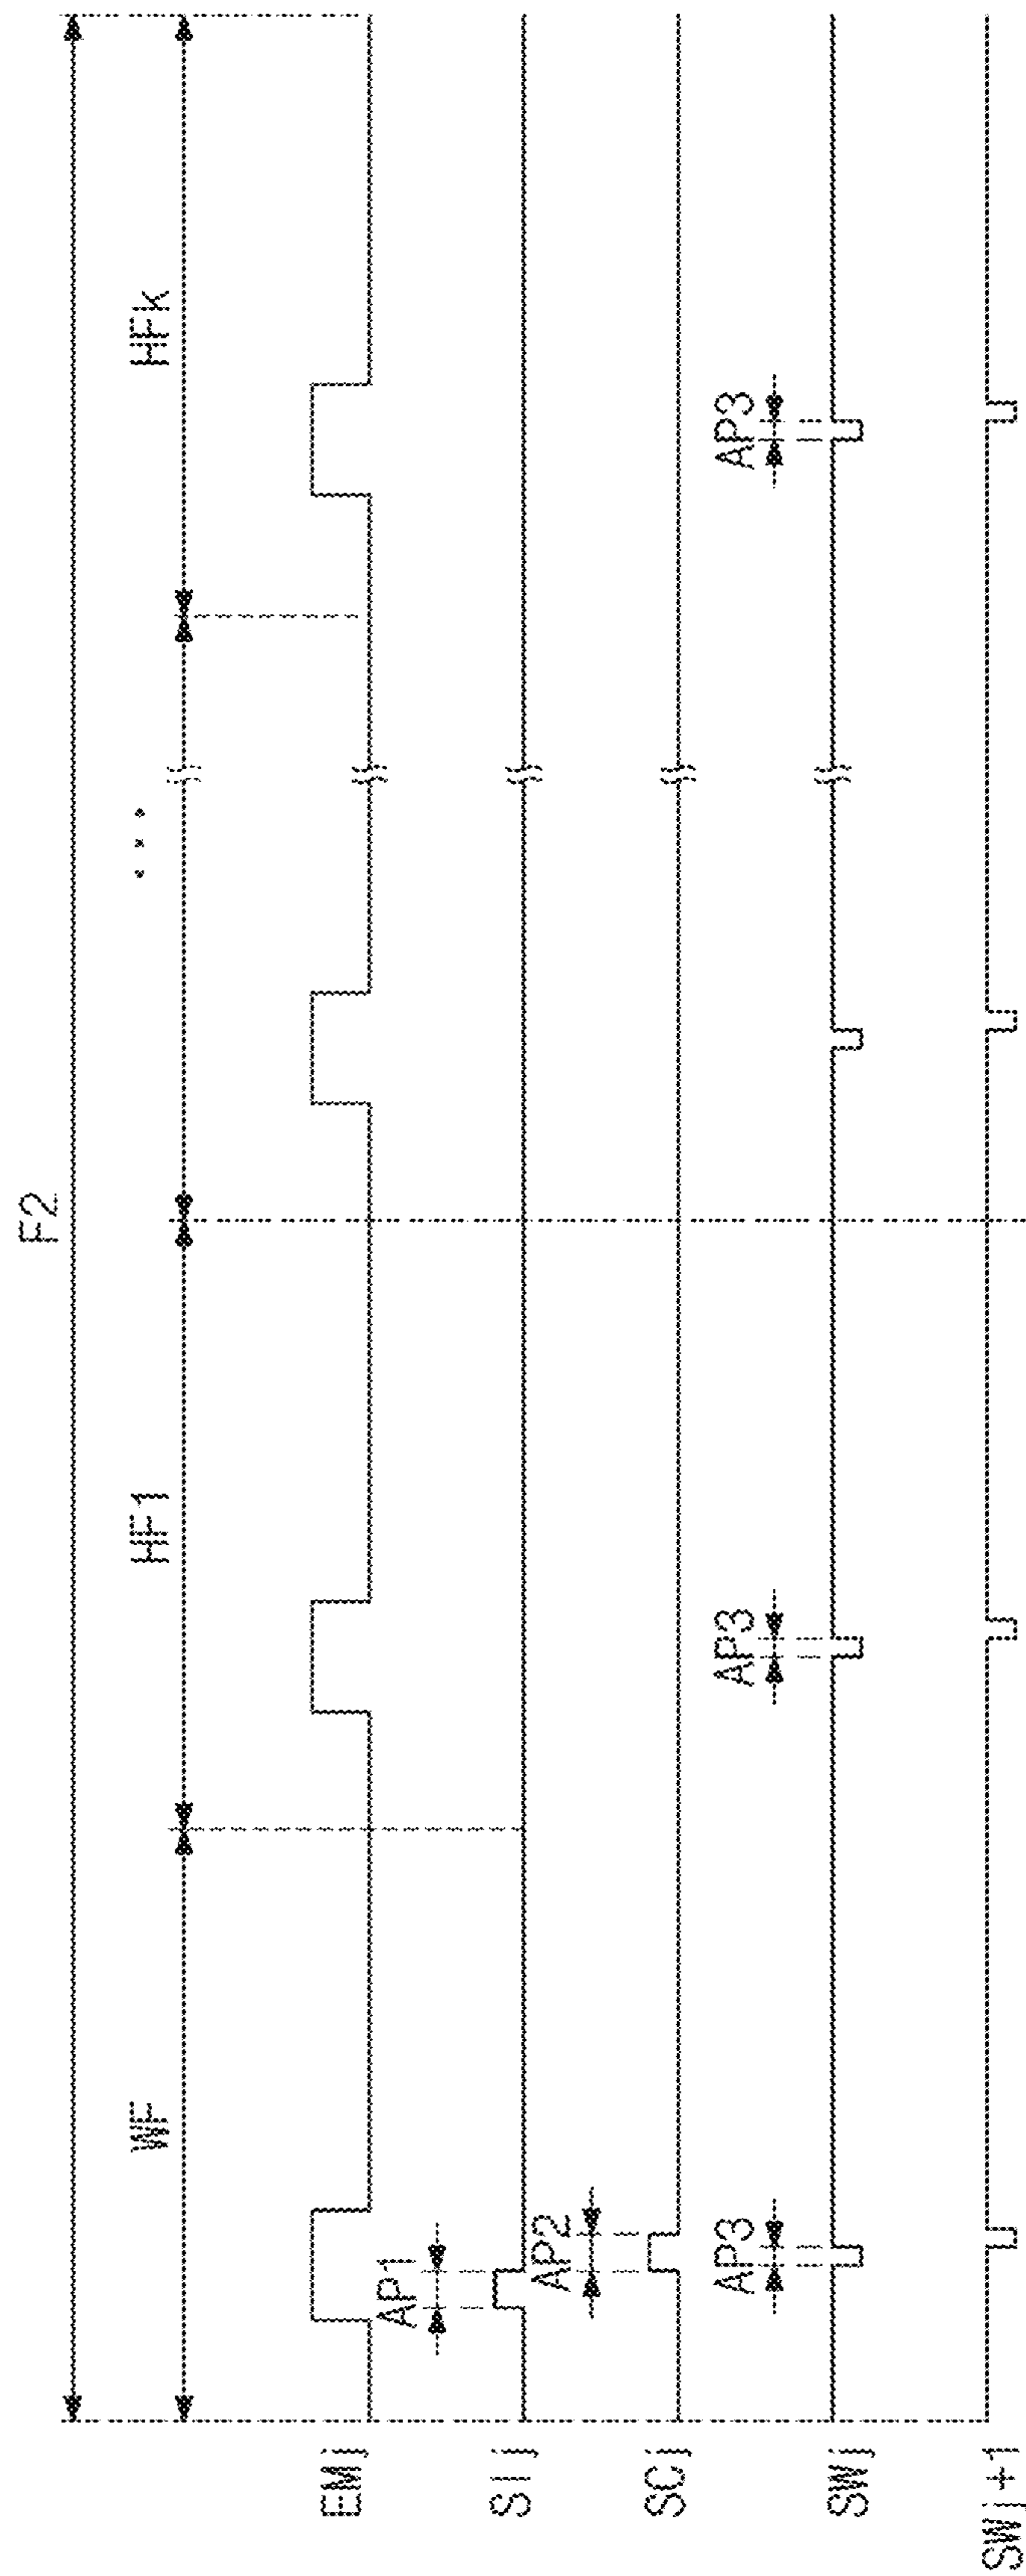 F2
WF HF1 ... HFk
EMj
AP1
SIj
AP2
SCj
AP3 AP3 AP3
SWj
SWj+1